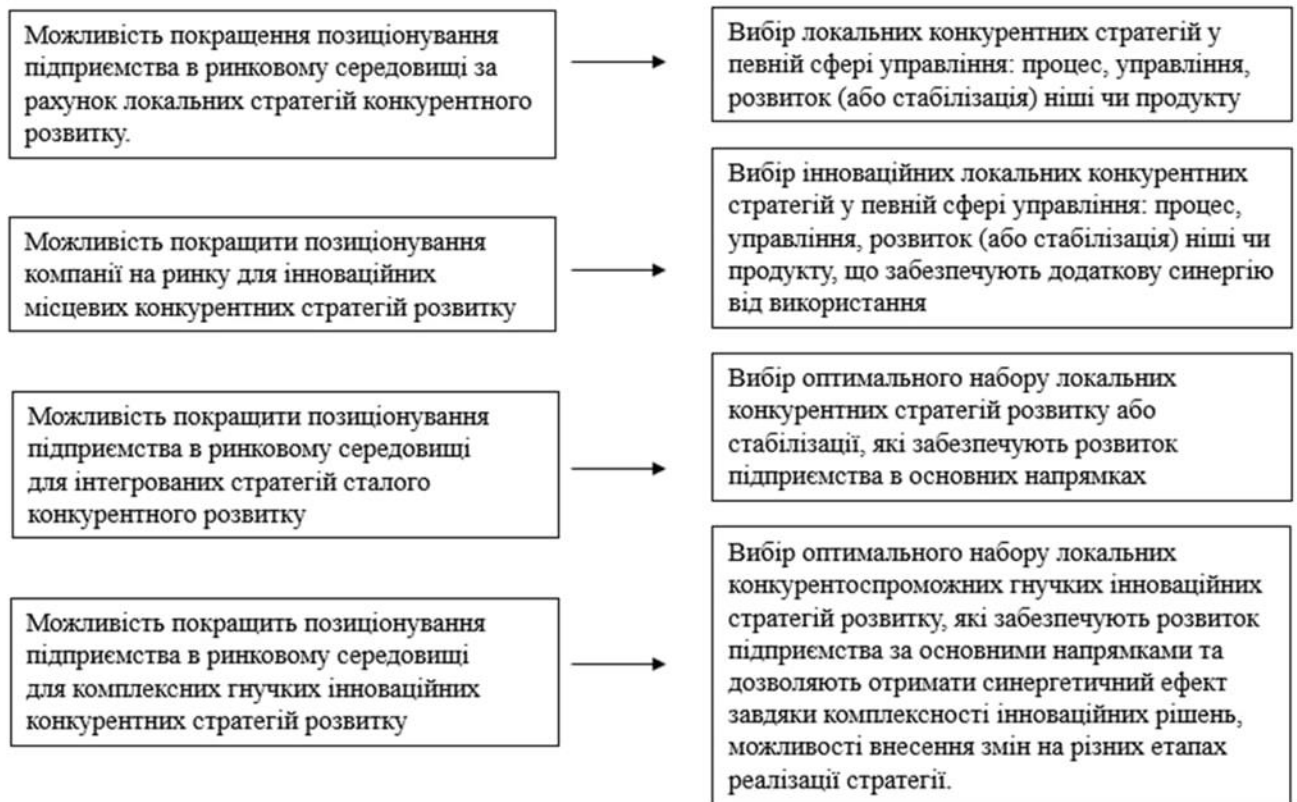 Можливість покращення позиціонування
підприємства в ринковому середовищі за
рахунок локальних стратегій конкурентного
розвитку.
Вибір локальних конкурентних стратегій у
певній сфері управління: процес, управління,
розвиток (або стабілізація) ніші чи продукту
Можливість покращити позиціонування
компанії на ринку для інноваційних
місцевих конкурентних стратегій розвитку
Вибір інноваційних локальних конкурентних
стратегій у певній сфері управління: процес,
управління, розвиток (або стабілізація) ніші чи
продукту, що забезпечують додаткову синергію
від використання
Можливість покращити позиціонування
підприємства в ринковому середовищі
для інтегрованих стратегій сталого
конкурентного розвитку
Вибір оптимального набору локальних
конкурентних стратегій розвитку або
стабілізації, які забезпечують розвиток
підприємства в основних напрямках
Можливість покращить позиціонування
підприємства в ринковому середовищі
для комплексних гнучких інноваційних
конкурентних стратегій розвитку
Вибір оптимального набору локальних
конкурентоспроможних гнучких інноваційних
стратегій розвитку, які забезпечують розвиток
підприємства за основними напрямками та
дозволяють отримати синергетичний ефект
завдяки комплексності інноваційних рішень,
можливості внесення змін на різних етапах
реалізації стратегії.